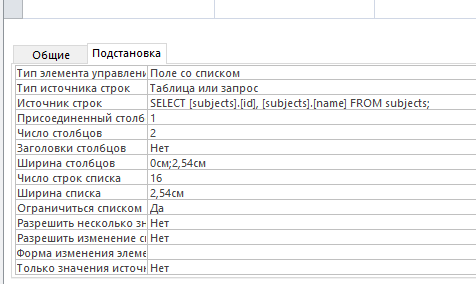 Общие Подстановка
Тип элемента управлен Поле со списком
Тип источника строк Таблица или запрос
Источник строк SELECT [subjects].[id], [subjects].[name] FROM subjects;
Присоединенный столб 1
Число столбцов 2
Заголовки столбцов Нет
Ширина столбцов 0см;2,54см
Число строк списка 16
Ширина списка 2,54см
Ограничиться списком Да
Разрешить несколько зн Нет
Разрешить изменение сп Нет
Форма изменения элеме
Только значения источн Нет